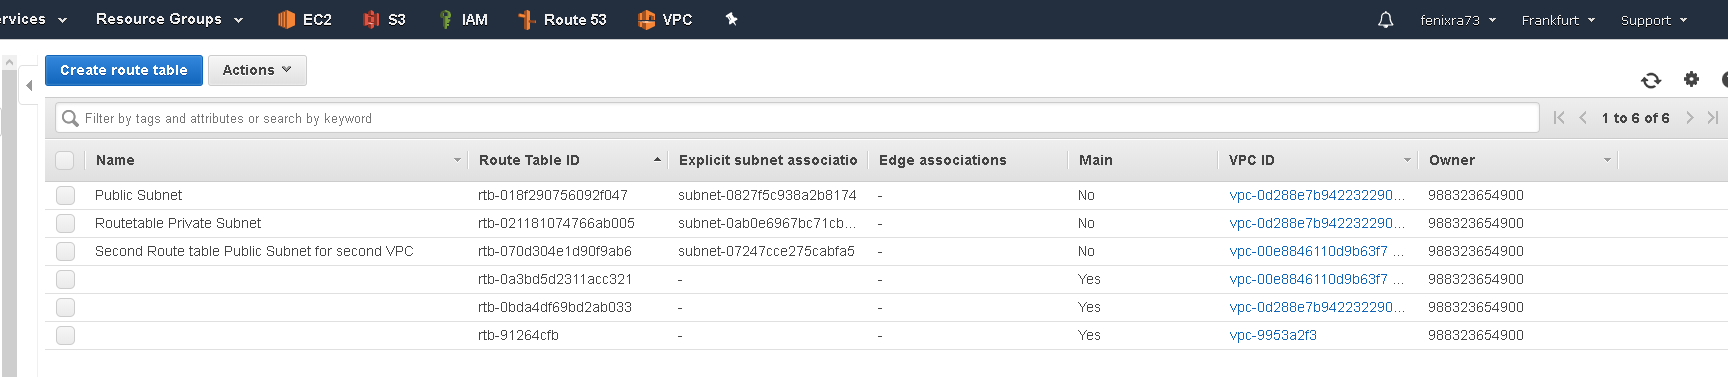 ervices Resource Groups EC2 S3 IAM Route 53 VPC fenixra73 Frankfurt Support
Create route table Actions
Filter by tags and attributes or search by keyword 1 to 6 of 6
Name Route Table ID Explicit subnet associatio Edge associations Main VPC ID Owner
Public Subnet rtb-018f290756092f047 subnet-0827f5c938a2b8174 - No vpc-0d288e7b942232290... 988323654900
Routetable Private Subnet rtb-021181074766ab005 subnet-0ab0e6967bc71cb... - No vpc-0d288e7b942232290... 988323654900
Second Route table Public Subnet for second VPC rtb-070d304e1d90f9ab6 subnet-07247cce275cabfa5 - No vpc-00e8846110d9b63f7 ... 988323654900
rtb-0a3bd5d2311acc321 - - Yes vpc-00e8846110d9b63f7 ... 988323654900
rtb-0bda4df69bd2ab033 - - Yes vpc-0d288e7b942232290... 988323654900
rtb-91264cfb - - Yes vpc-9953a2f3 988323654900